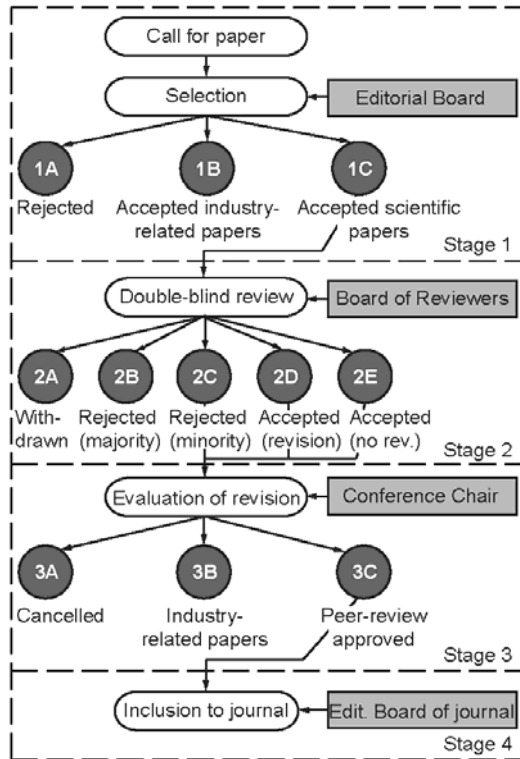 Call for paper
Selection
Editorial Board
1A
1B
1C
Rejected
Accepted industry-
related papers
Accepted scientific
papers
Stage 1
Double-blind review
Board of Reviewers
2A
2B
2C
2D
2E
With-
drawn
Rejected
(majority)
Rejected
(minority)
Accepted
(revision)
Accepted
(no rev.)
Stage 2
Evaluation of revision
Conference Chair
3A
3B
3C
Cancelled
Industry-
related papers
Peer-review
approved
Stage 3
Inclusion to journal
Edit. Board of journal
Stage 4